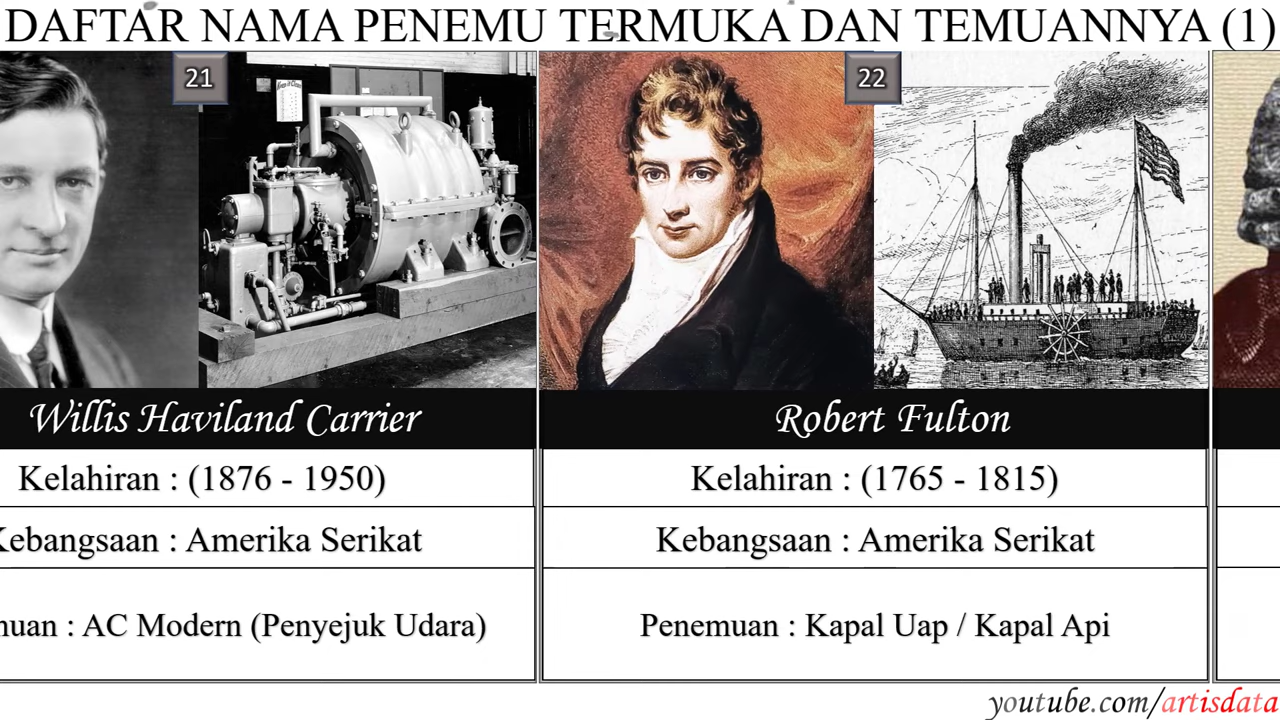 DAFTAR NAMA PENEMU TERMUKA DAN TEMUANNYA (1)
21
22
Willis Haviland Carrier
Kelahiran : (1876 - 1950)
Kebangsaan : Amerika Serikat
: AC Modern (Penyejuk Udara)
Robert Fulton
Kelahiran : (1765 - 1815)
Kebangsaan : Amerika Serikat
Penemuan : Kapal Uap / Kapal Api
youtube.com/artisdata